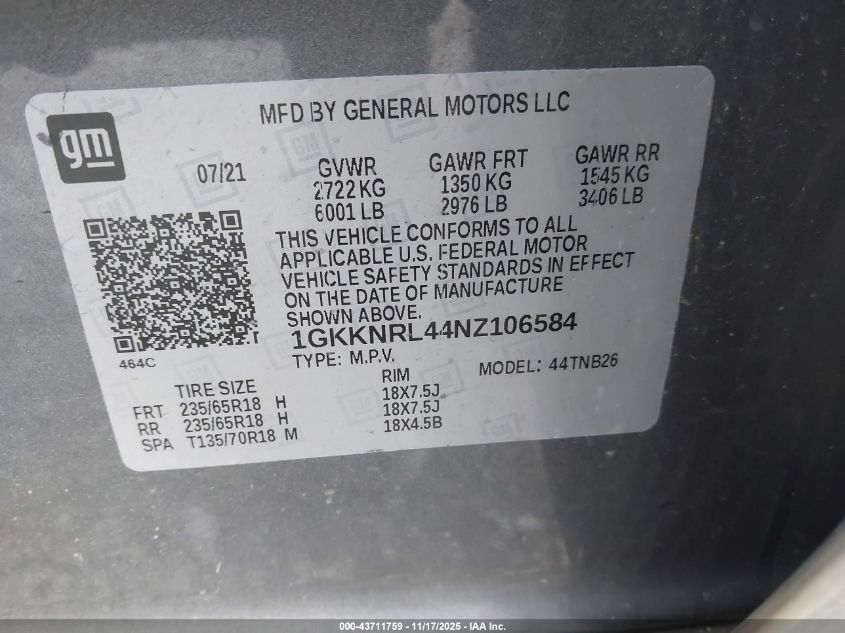 MFD BY GENERAL MOTORS LLC
gm
07/21
GVWR GAWR FRT GAWR RR
2722 KG 1350 KG 1545 KG
6001 LB 2976 LB 3406 LB
THIS VEHICLE CONFORMS TO ALL
APPLICABLE U.S. FEDERAL MOTOR
VEHICLE SAFETY STANDARDS IN EFFECT
ON THE DATE OF MANUFACTURE
SHOWN ABOVE.
1GKKNRL44NZ106584
464C
TYPE: M.P.V. MODEL: 44TNB26
TIRE SIZE RIM
FRT 235/65R18 H 18X7.5J
RR 235/65R18 H 18X7.5J
SPA T135/70R18 M 18X4.5B
000-43711759 - 11/17/2025 - IAA Inc.